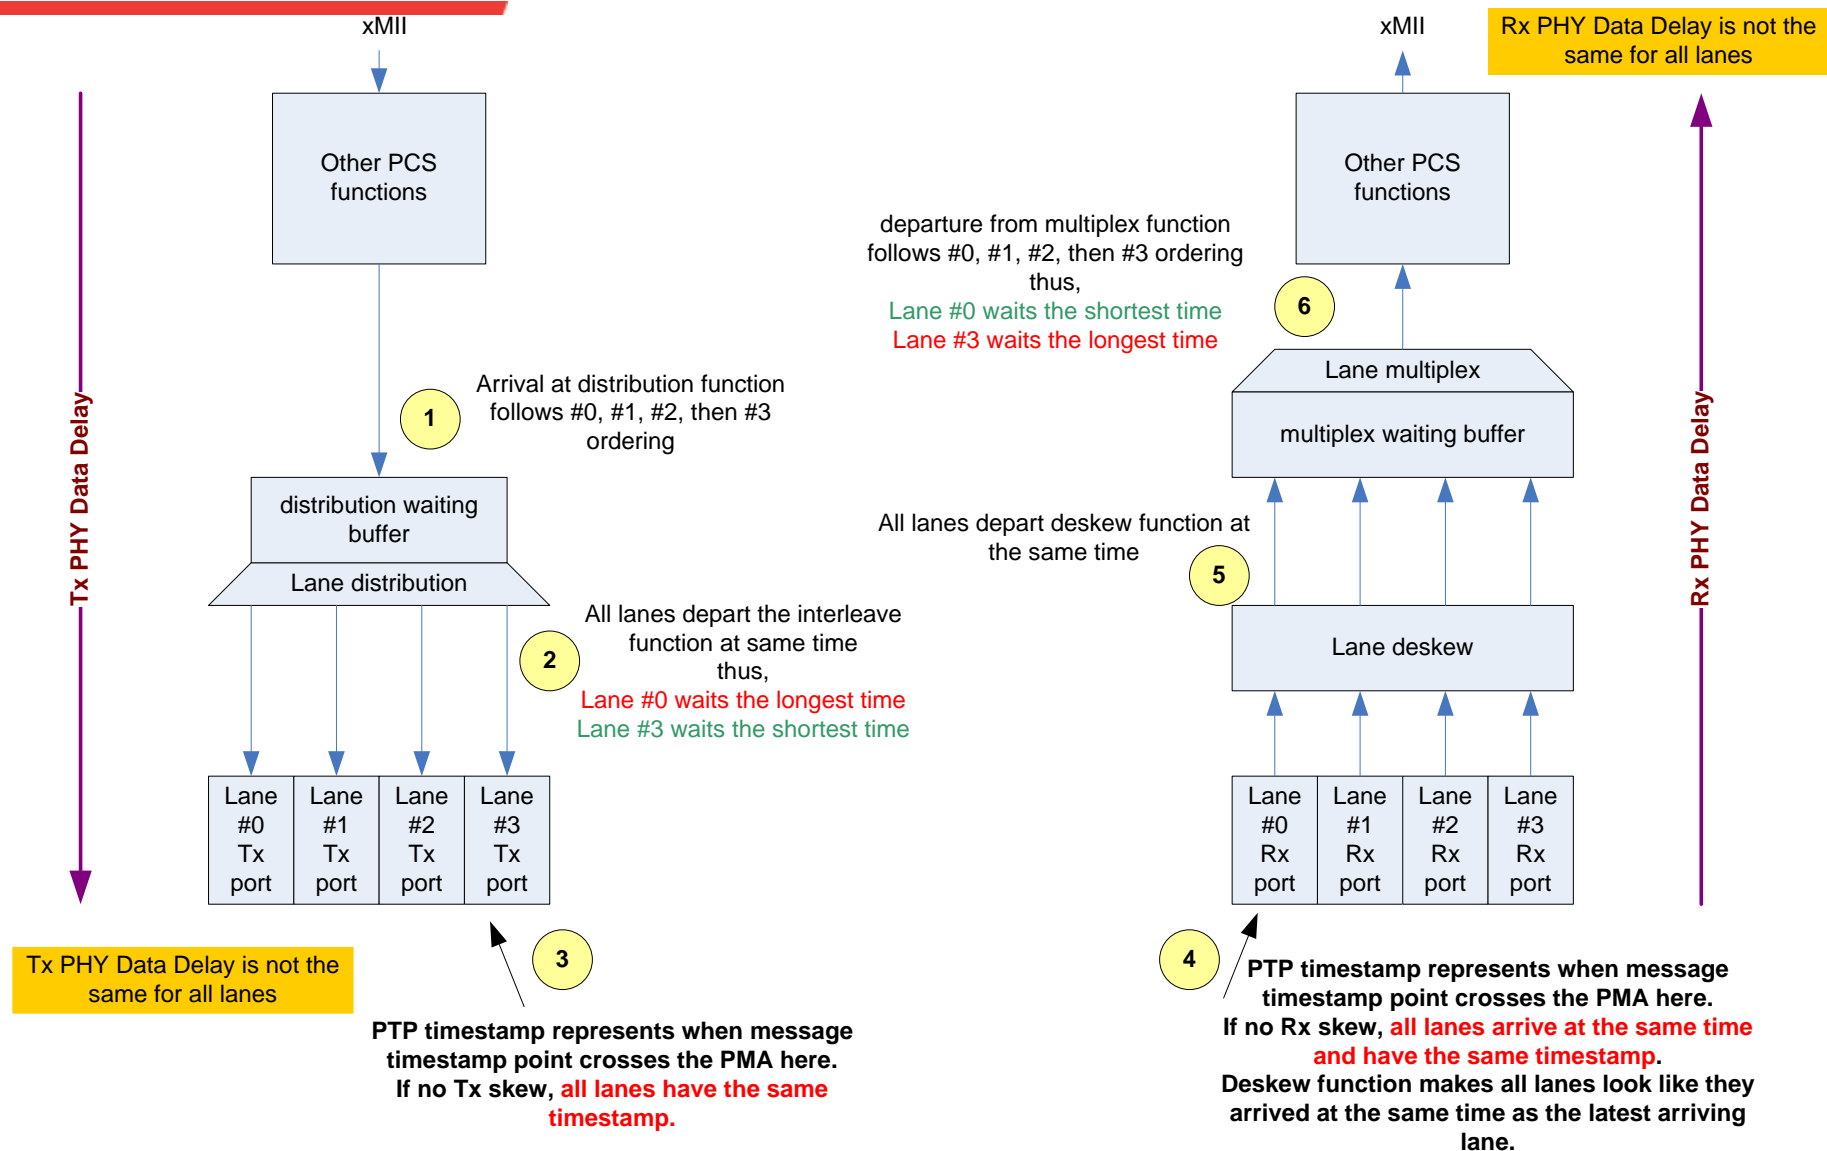 xMII
Other PCS
functions
Tx PHY Data Delay
1
Arrival at distribution function
follows #0, #1, #2, then #3
ordering
distribution waiting
buffer
Lane distribution
2
All lanes depart the interleave
function at same time
thus,
Lane #0 waits the longest time
Lane #3 waits the shortest time
Lane
#0
Tx
port
Lane
#1
Tx
port
Lane
#2
Tx
port
Lane
#3
Tx
port
Tx PHY Data Delay is not the
same for all lanes
3
PTP timestamp represents when message
timestamp point crosses the PMA here.
If no Tx skew, all lanes have the same
timestamp.
xMII
Rx PHY Data Delay is not the
same for all lanes
Other PCS
functions
departure from multiplex function
follows #0, #1, #2, then #3 ordering
thus,
Lane #0 waits the shortest time
Lane #3 waits the longest time
6
Lane multiplex
multiplex waiting buffer
Rx PHY Data Delay
All lanes depart deskew function at
the same time
5
Lane deskew
Lane
#0
Rx
port
Lane
#1
Rx
port
Lane
#2
Rx
port
Lane
#3
Rx
port
4
PTP timestamp represents when message
timestamp point crosses the PMA here.
If no Rx skew, all lanes arrive at the same time
and have the same timestamp.
Deskew function makes all lanes look like they
arrived at the same time as the latest arriving
lane.